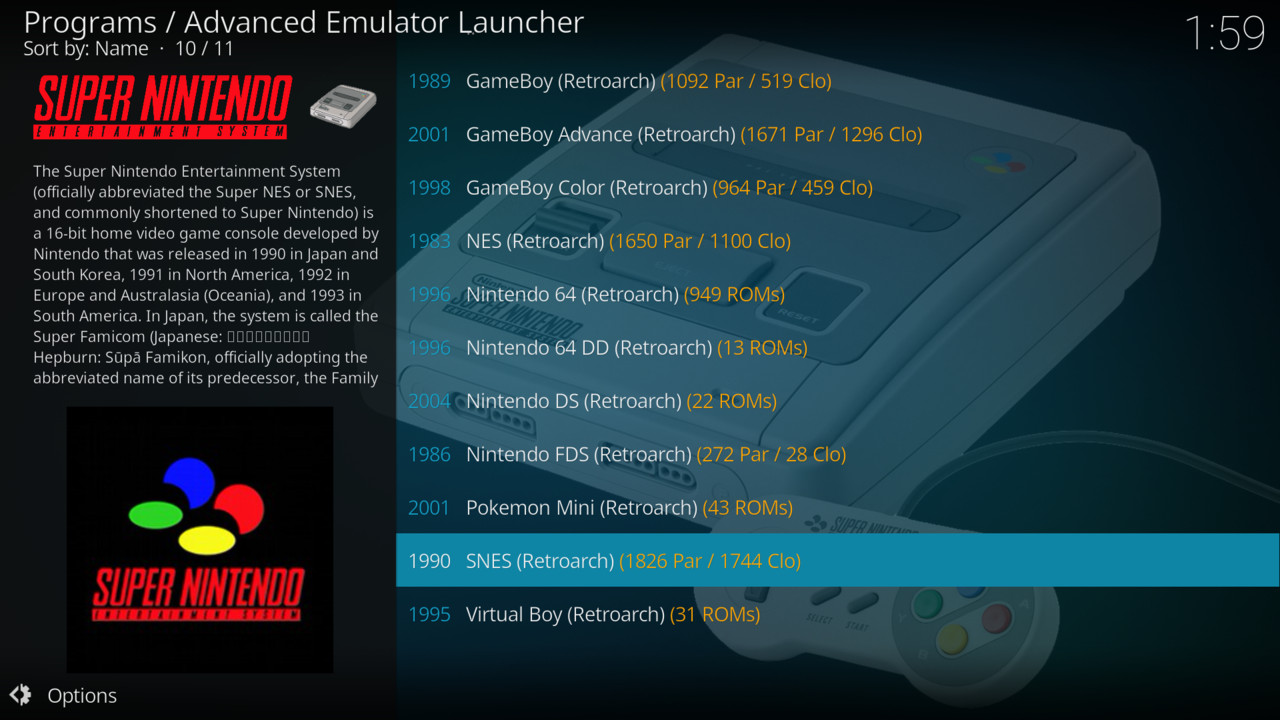 Programs / Advanced Emulator Launcher
Sort by: Name · 10 / 11
1:59
SUPER NINTENDO
ENTERTAINMENT SYSTEM
The Super Nintendo Entertainment System
(officially abbreviated the Super NES or SNES,
and commonly shortened to Super Nintendo) is
a 16-bit home video game console developed by
Nintendo that was released in 1990 in Japan and
South Korea, 1991 in North America, 1992 in
Europe and Australasia (Oceania), and 1993 in
South America. In Japan, the system is called the
Super Famicom (Japanese: 
Hepburn: Sūpā Famikon, officially adopting the
abbreviated name of its predecessor, the Family
SUPER NINTENDO
ENTERTAINMENT SYSTEM
Options
1989 GameBoy (Retroarch) (1092 Par / 519 Clo)
2001 GameBoy Advance (Retroarch) (1671 Par / 1296 Clo)
1998 GameBoy Color (Retroarch) (964 Par / 459 Clo)
1983 NES (Retroarch) (1650 Par / 1100 Clo)
1996 Nintendo 64 (Retroarch) (949 ROMs)
1996 Nintendo 64 DD (Retroarch) (13 ROMs)
2004 Nintendo DS (Retroarch) (22 ROMs)
1986 Nintendo FDS (Retroarch) (272 Par / 28 Clo)
2001 Pokemon Mini (Retroarch) (43 ROMs)
1990 SNES (Retroarch) (1826 Par / 1744 Clo)
1995 Virtual Boy (Retroarch) (31 ROMs)
RESET
SUPER NINTENDO
SELECT START